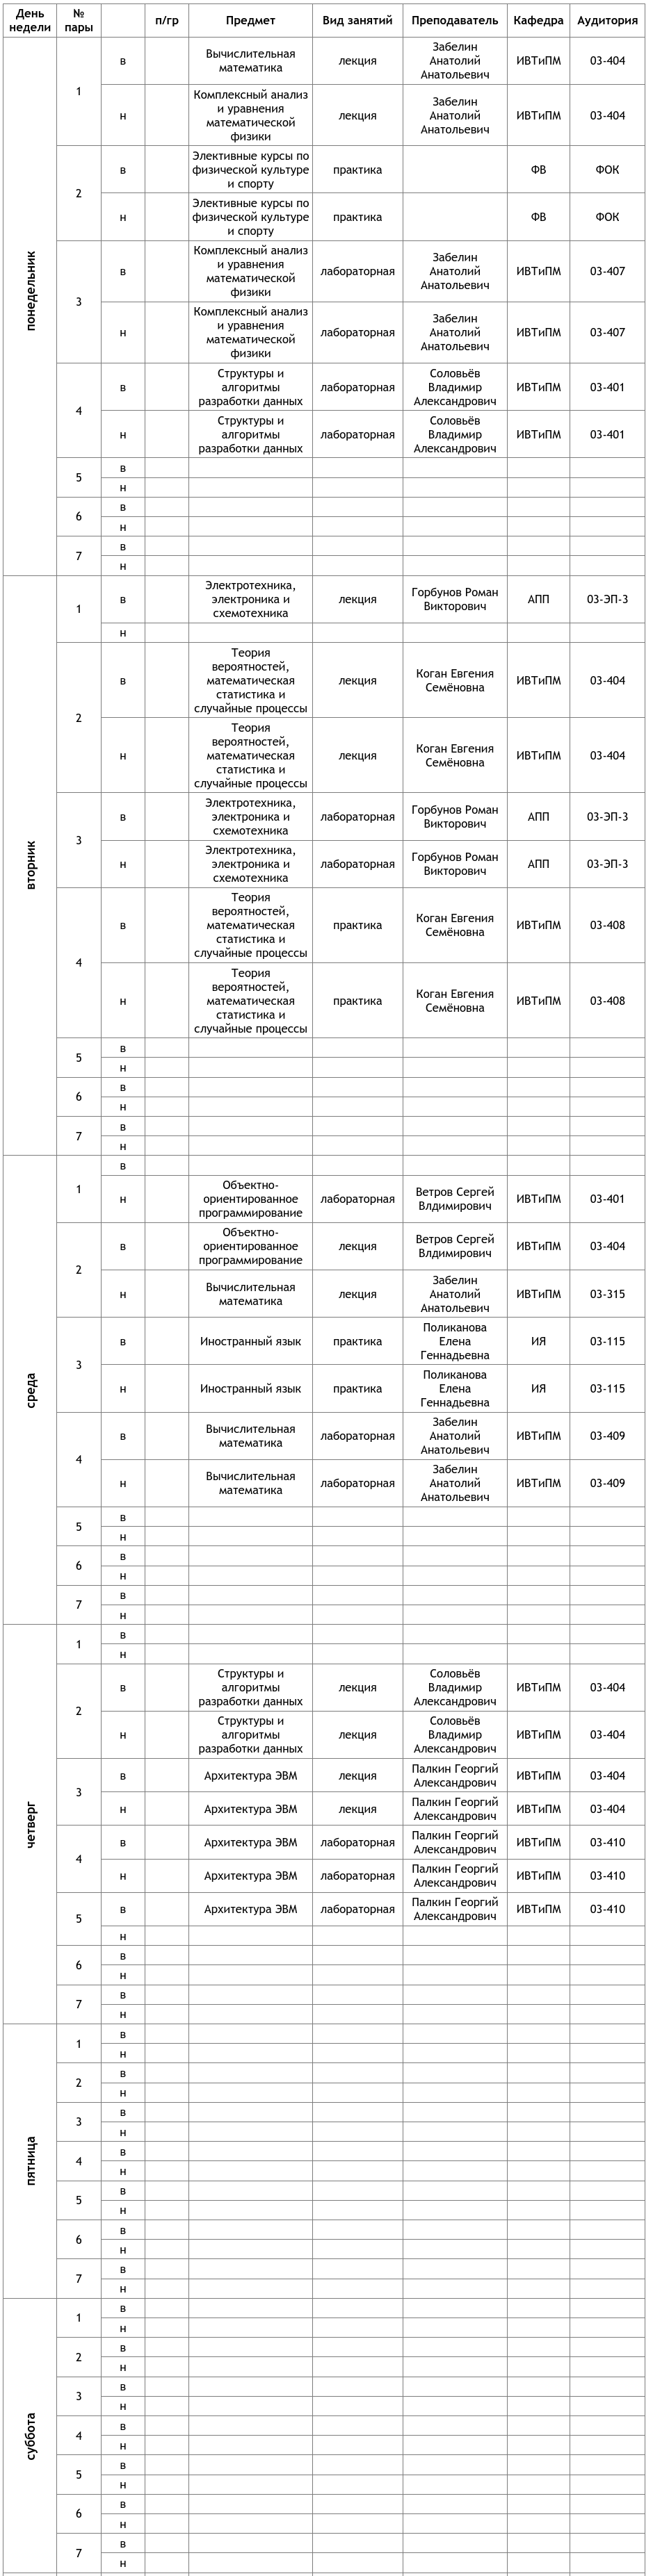 День недели № пары п/гр Предмет Вид занятий Преподаватель Кафедра Аудитория
понедельник
1
в Вычислительная математика лекция Забелин Анатолий Анатольевич ИВТиПМ 03-404
н Комплексный анализ и уравнения математической физики лекция Забелин Анатолий Анатольевич ИВТиПМ 03-404
2
в Элективные курсы по физической культуре и спорту практика ФВ ФОК
н Элективные курсы по физической культуре и спорту практика ФВ ФОК
3
в Комплексный анализ и уравнения математической физики лабораторная Забелин Анатолий Анатольевич ИВТиПМ 03-407
н Комплексный анализ и уравнения математической физики лабораторная Забелин Анатолий Анатольевич ИВТиПМ 03-407
4
в Структуры и алгоритмы разработки данных лабораторная Соловьёв Владимир Александрович ИВТиПМ 03-401
н Структуры и алгоритмы разработки данных лабораторная Соловьёв Владимир Александрович ИВТиПМ 03-401
5
в
н
6
в
н
7
в
н
вторник
1
в Электротехника, электроника и схемотехника лекция Горбунов Роман Викторович АПП 03-ЭП-3
н
2
в Теория вероятностей, математическая статистика и случайные процессы лекция Коган Евгения Семёновна ИВТиПМ 03-404
н Теория вероятностей, математическая статистика и случайные процессы лекция Коган Евгения Семёновна ИВТиПМ 03-404
3
в Электротехника, электроника и схемотехника лабораторная Горбунов Роман Викторович АПП 03-ЭП-3
н Электротехника, электроника и схемотехника лабораторная Горбунов Роман Викторович АПП 03-ЭП-3
4
в Теория вероятностей, математическая статистика и случайные процессы практика Коган Евгения Семёновна ИВТиПМ 03-408
н Теория вероятностей, математическая статистика и случайные процессы практика Коган Евгения Семёновна ИВТиПМ 03-408
5
в
н
6
в
н
7
в
н
среда
1
в
н Объектно-ориентированное программирование лабораторная Ветров Сергей Влдимирович ИВТиПМ 03-401
2
в Объектно-ориентированное программирование лекция Ветров Сергей Влдимирович ИВТиПМ 03-404
н Вычислительная математика лекция Забелин Анатолий Анатольевич ИВТиПМ 03-315
3
в Иностранный язык практика Поликанова Елена Геннадьевна ИЯ 03-115
н Иностранный язык практика Поликанова Елена Геннадьевна ИЯ 03-115
4
в Вычислительная математика лабораторная Забелин Анатолий Анатольевич ИВТиПМ 03-409
н Вычислительная математика лабораторная Забелин Анатолий Анатольевич ИВТиПМ 03-409
5
в
н
6
в
н
7
в
н
четверг
1
в
н
2
в Структуры и алгоритмы разработки данных лекция Соловьёв Владимир Александрович ИВТиПМ 03-404
н Структуры и алгоритмы разработки данных лекция Соловьёв Владимир Александрович ИВТиПМ 03-404
3
в Архитектура ЭВМ лекция Палкин Георгий Александрович ИВТиПМ 03-404
н Архитектура ЭВМ лекция Палкин Георгий Александрович ИВТиПМ 03-404
4
в Архитектура ЭВМ лабораторная Палкин Георгий Александрович ИВТиПМ 03-410
н Архитектура ЭВМ лабораторная Палкин Георгий Александрович ИВТиПМ 03-410
5
в Архитектура ЭВМ лабораторная Палкин Георгий Александрович ИВТиПМ 03-410
н
6
в
н
7
в
н
пятница
1
в
н
2
в
н
3
в
н
4
в
н
5
в
н
6
в
н
7
в
н
суббота
1
в
н
2
в
н
3
в
н
4
в
н
5
в
н
6
в
н
7
в
н